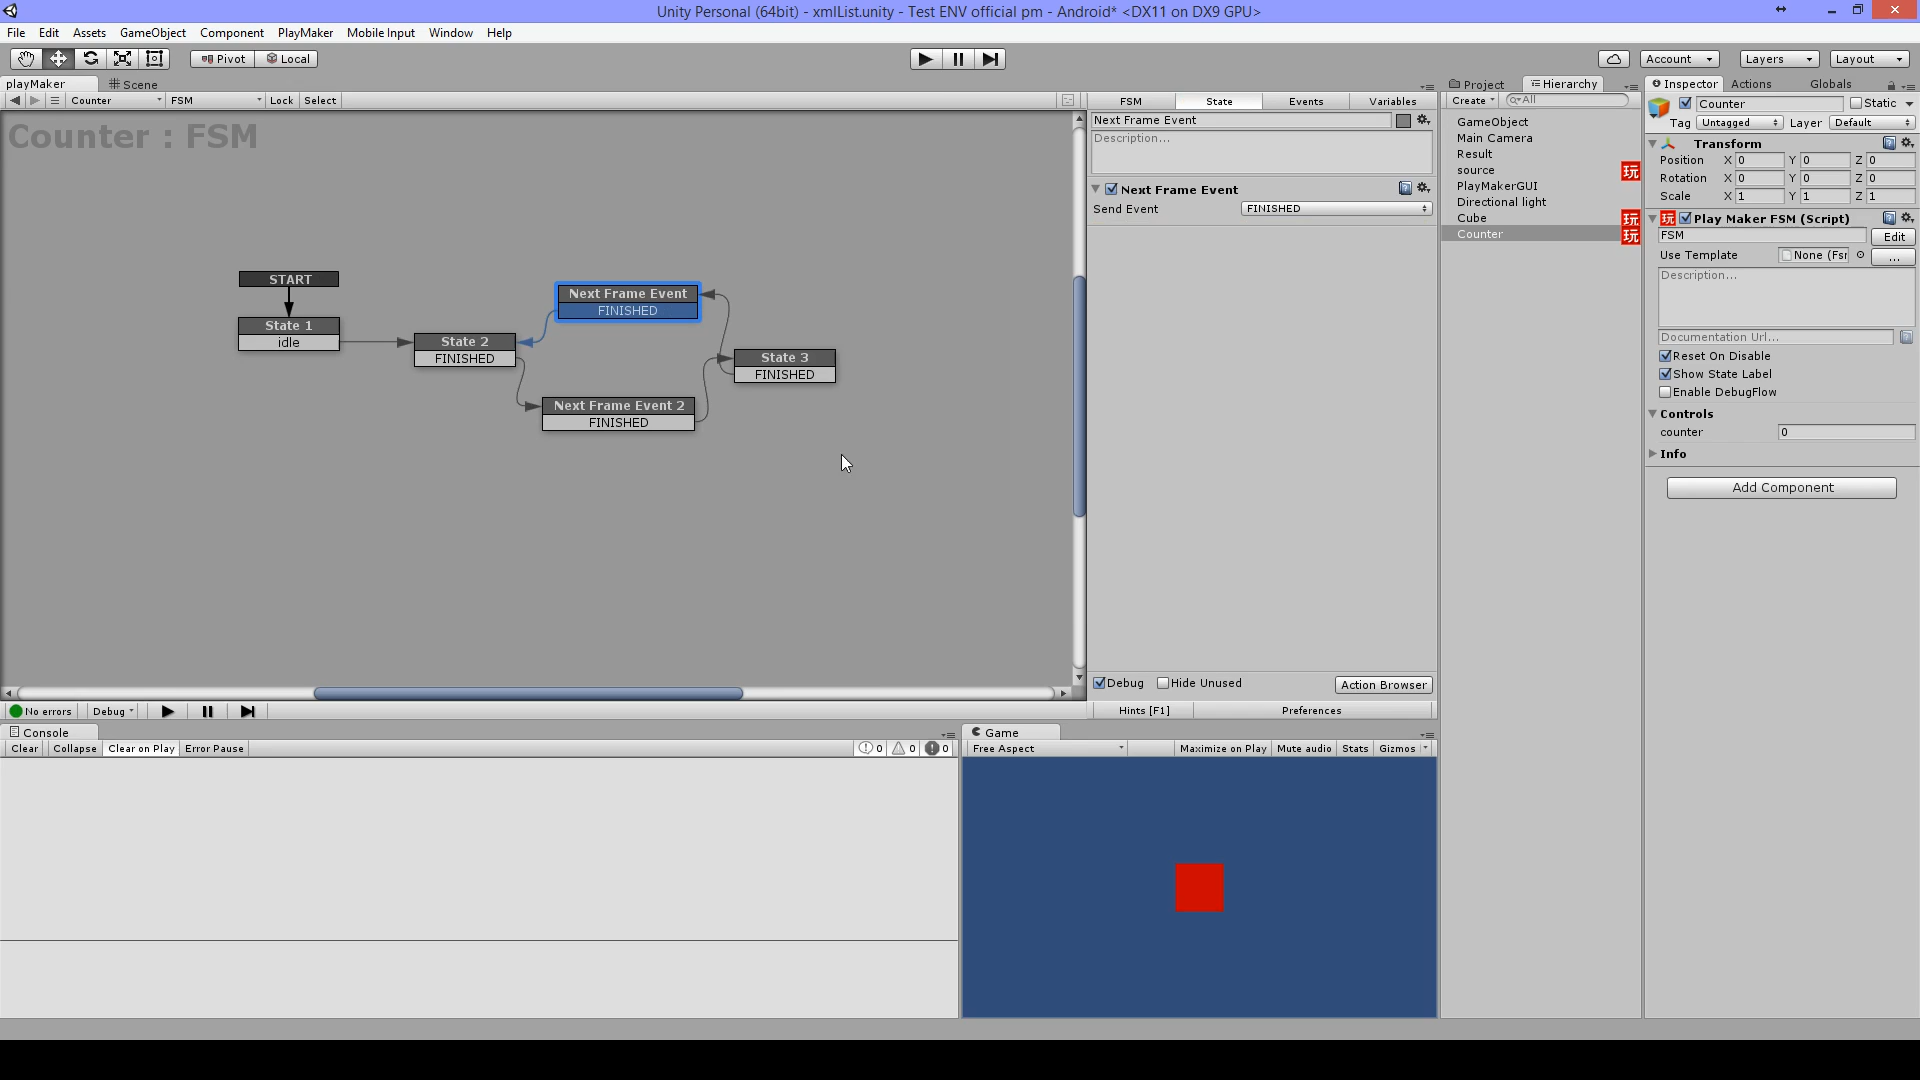 Unity Personal (64bit) - xmlList.unity - Test ENV official pm - Android* <DX11 on DX9 GPU>
File Edit Assets GameObject Component PlayMaker Mobile Input Window Help
Pivot Local Account Layers Layout
playMaker Scene
Counter FSM Lock Select
Counter : FSM
START
State 1
idle
State 2
FINISHED
Next Frame Event
FINISHED
Next Frame Event 2
FINISHED
State 3
FINISHED
No errors Debug
FSM State Events Variables
Next Frame Event
Description...
Next Frame Event
Send Event FINISHED
Debug Hide Unused Action Browser
Hints [F1] Preferences
Project Hierarchy
Create All
GameObject
Main Camera
Result
source 玩
PlayMakerGUI
Directional light
Cube 玩
Counter 玩
Inspector Actions Globals
Counter Static
Tag Untagged Layer Default
Transform
Position X 0 Y 0 Z 0
Rotation X 0 Y 0 Z 0
Scale X 1 Y 1 Z 1
玩 Play Maker FSM (Script)
FSM Edit
Use Template None (Fsr ...
Description...
Documentation Url...
Reset On Disable
Show State Label
Enable DebugFlow
Controls
counter 0
Info
Add Component
Console
Clear Collapse Clear on Play Error Pause 0 0 0
Game
Free Aspect Maximize on Play Mute audio Stats Gizmos